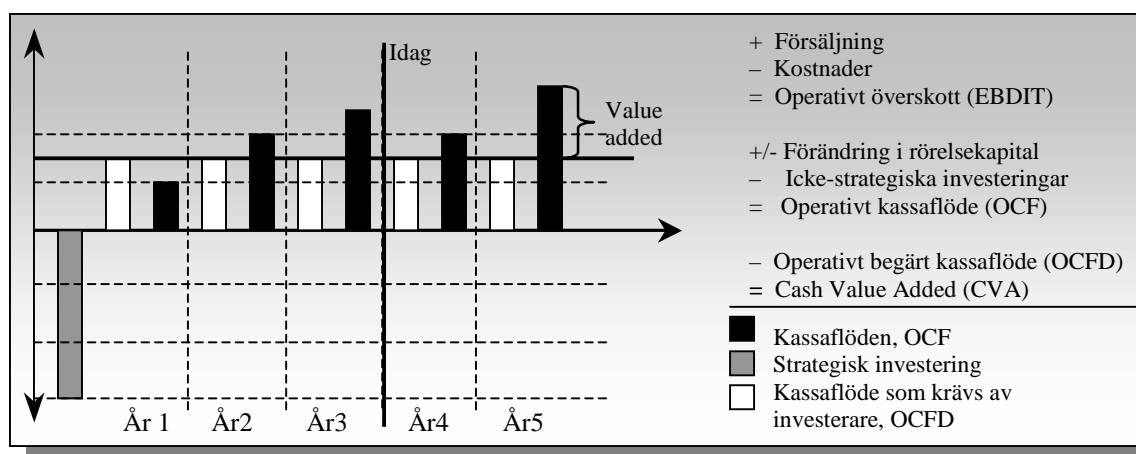 Idag
Value
added
År 1
År2
År3
År4
År5
+ Försäljning
– Kostnader
= Operativt överskott (EBDIT)
+/- Förändring i rörelsekapital
– Icke-strategiska investeringar
= Operativt kassaflöde (OCF)
– Operativt begärt kassaflöde (OCFD)
= Cash Value Added (CVA)
Kassaflöden, OCF
Strategisk investering
Kassaflöde som krävs av
investerare, OCFD